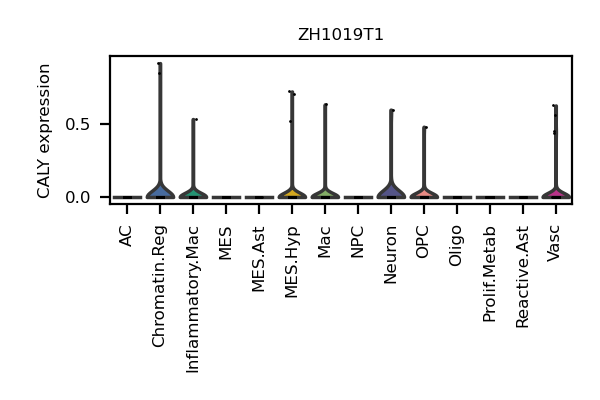 ZH1019T1
CALY expression
0.5
0.0
AC
Chromatin.Reg
Inflammatory.Mac
MES
MES.Ast
MES.Hyp
Mac
NPC
Neuron
OPC
Oligo
Prolif.Metab
Reactive.Ast
Vasc